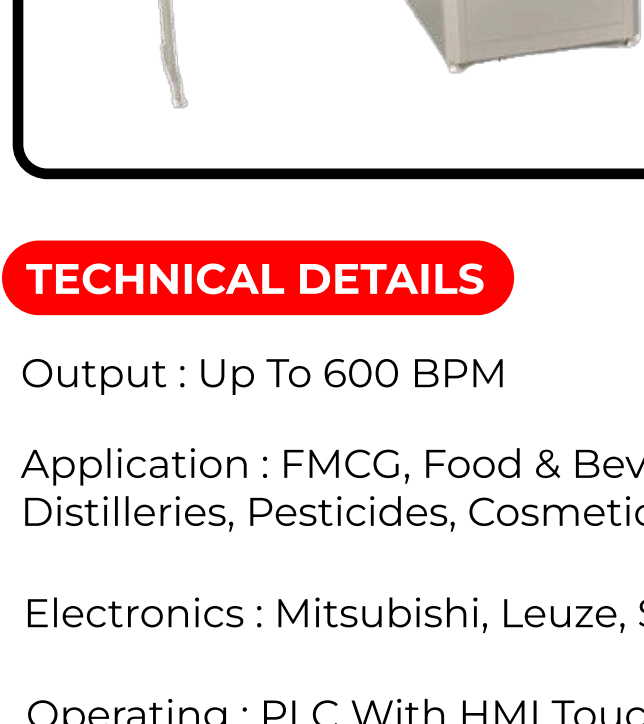 TECHNICAL DETAILS
Output : Up To 600 BPM
Application : FMCG, Food &
Distilleries, Pesticides,
Electronics : Mitsubishi, Leuze,
Operating : PLC With HMI